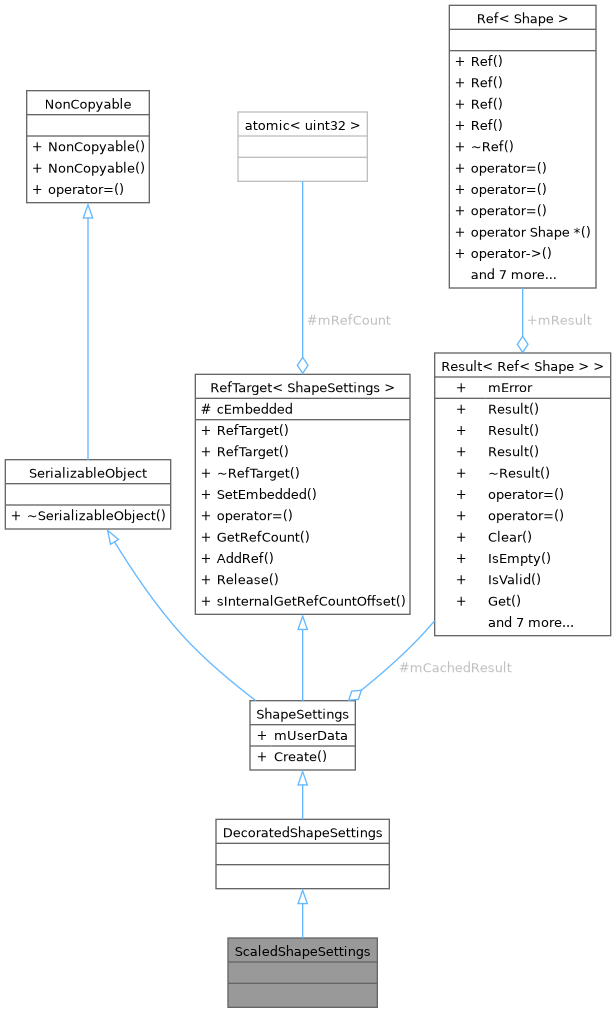 Ref< Shape >
+ Ref()
+ Ref()
+ Ref()
+ Ref()
+ ~Ref()
+ operator=()
+ operator=()
+ operator=()
+ operator Shape *()
+ operator->()
and 7 more...
NonCopyable
+ NonCopyable()
+ NonCopyable()
+ operator=()
atomic< uint32 >
#mRefCount
+mResult
Result< Ref< Shape > >
+ mError
+ Result()
+ Result()
+ Result()
+ ~Result()
+ operator=()
+ operator=()
+ Clear()
+ IsEmpty()
+ IsValid()
+ Get()
and 7 more...
RefTarget< ShapeSettings >
# cEmbedded
+ RefTarget()
+ RefTarget()
+ ~RefTarget()
+ SetEmbedded()
+ operator=()
+ GetRefCount()
+ AddRef()
+ Release()
+ sInternalGetRefCountOffset()
SerializableObject
+ ~SerializableObject()
#mCachedResult
ShapeSettings
+ mUserData
+ Create()
DecoratedShapeSettings
ScaledShapeSettings